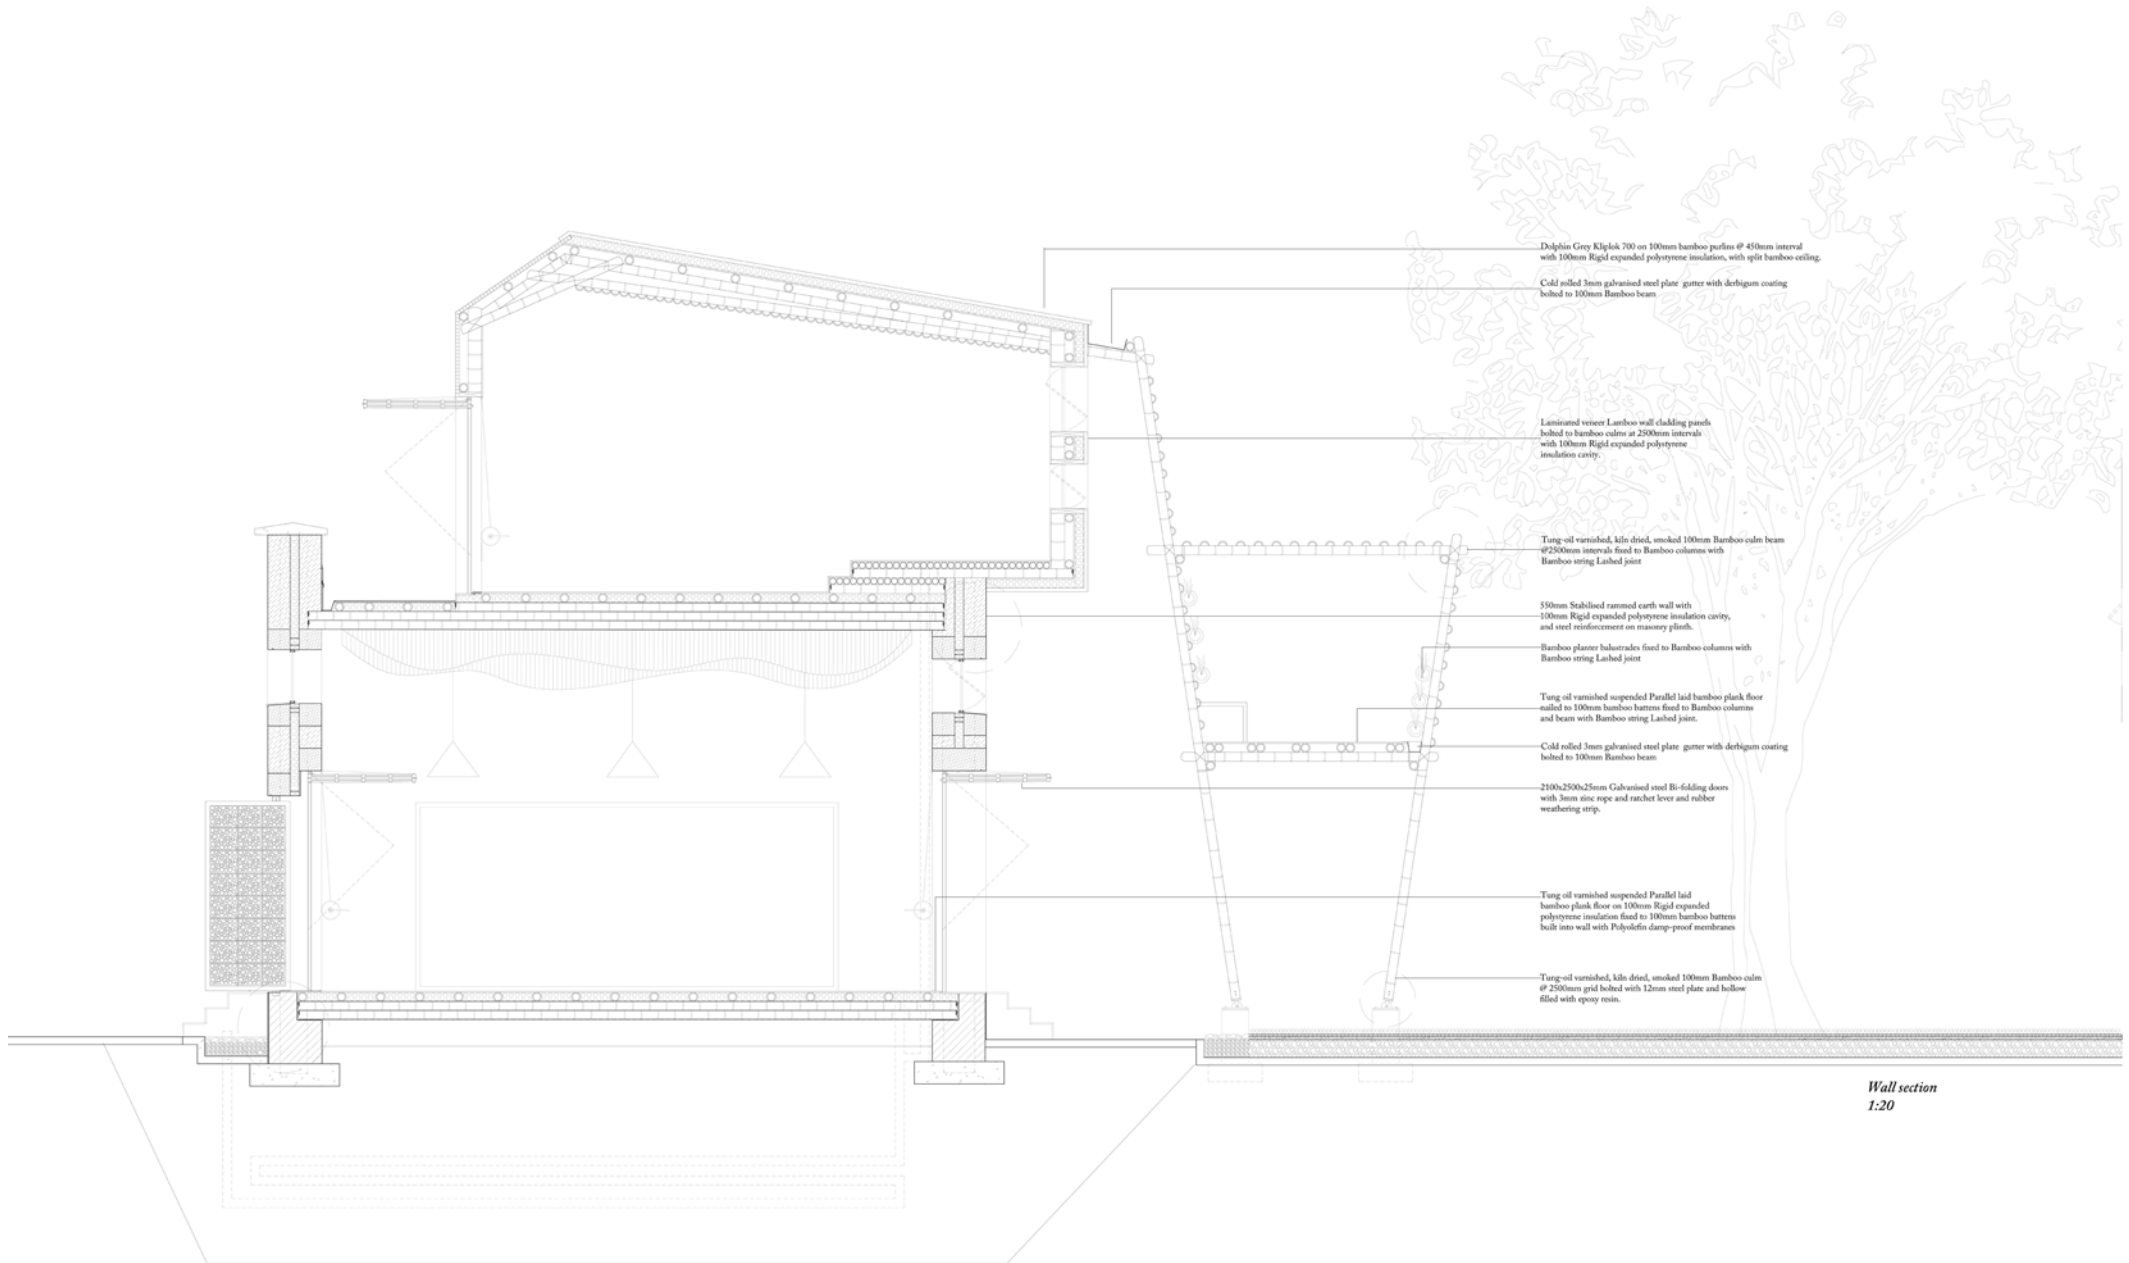 Dolphin Grey Kliplok 700 on 100mm bamboo purlins @ 450mm interval
with 100mm Rigid expanded polystyrene insulation, with split bamboo ceiling.
Cold rolled 3mm galvanised steel plate gutter with derbigum coating
bolted to 100mm Bamboo beam
Laminated veneer Lamboo wall cladding panels
bolted to bamboo culms at 2500mm intervals
with 100mm Rigid expanded polystyrene
insulation cavity.
Tung-oil varnished, kiln dried, smoked 100mm Bamboo culm beam
@2500mm intervals fixed to Bamboo columns with
Bamboo string Lashed joint
550mm Stabilised rammed earth wall with
100mm Rigid expanded polystyrene insulation cavity,
and steel reinforcement on masonry plinth.
Bamboo planter balustrades fixed to Bamboo columns with
Bamboo string Lashed joint
Tung oil varnished suspended Parallel laid bamboo plank floor
nailed to 100mm bamboo battens fixed to Bamboo columns
and beam with Bamboo string Lashed joint.
Cold rolled 3mm galvanised steel plate gutter with derbigum coating
bolted to 100mm Bamboo beam
2100x2500x25mm Galvanised steel Bi-folding doors
with 3mm zinc rope and ratchet lever and rubber
weathering strip.
Tung oil varnished suspended Parallel laid
bamboo plank floor on 100mm Rigid expanded
polystyrene insulation fixed to 100mm bamboo battens
built into wall with Polyolefin damp-proof membranes
Tung-oil varnished, kiln dried, smoked 100mm Bamboo culm
@ 2500mm grid bolted with 12mm steel plate and hollow
filled with epoxy resin.
Wall section
1:20